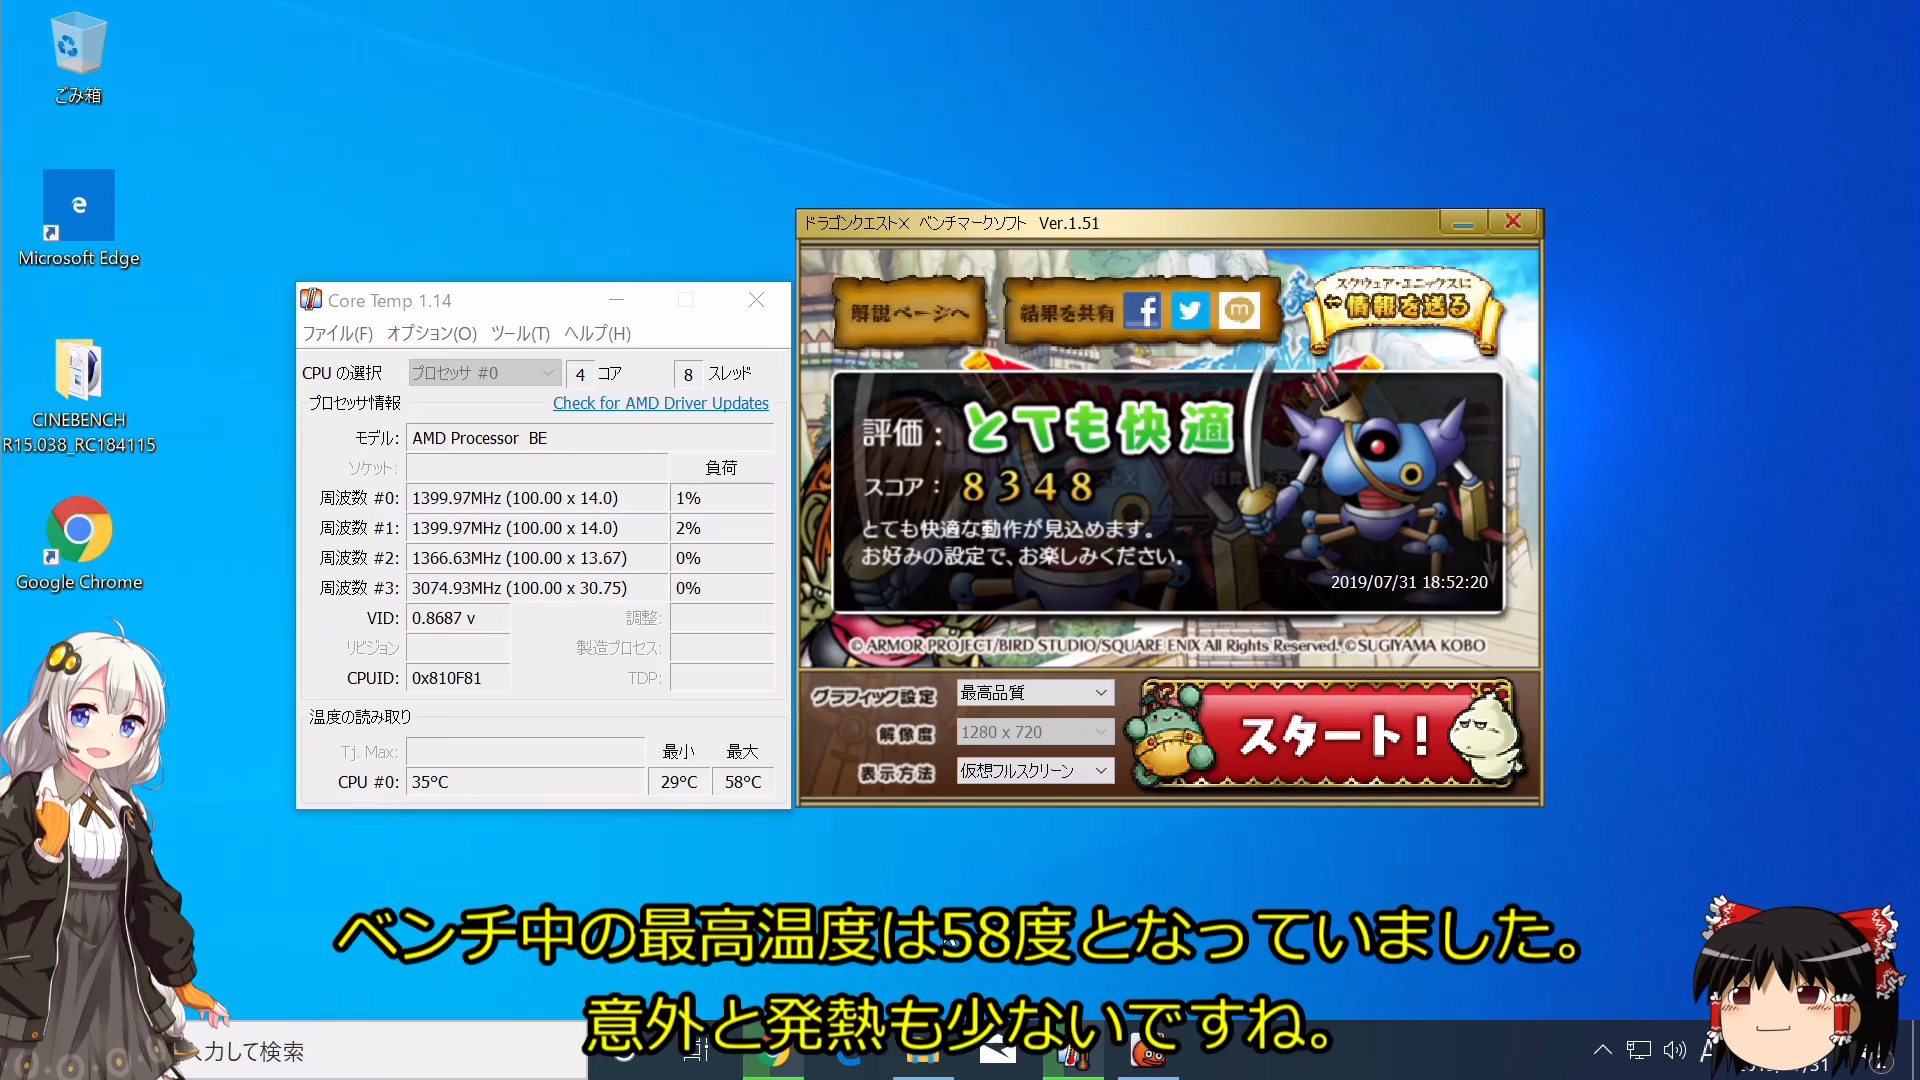 ごみ箱
Microsoft Edge
CINEBENCH
R15.038_RC184115
Google Chrome
Core Temp 1.14
ファイル(F) オプション(O) ツール(T) ヘルプ(H)
CPU の選択 プロセッサ #0 4 コア 8 スレッド
プロセッサ情報 Check for AMD Driver Updates
モデル: AMD Processor BE
ソケット: 負荷
周波数 #0: 1399.97MHz (100.00 x 14.0) 1%
周波数 #1: 1399.97MHz (100.00 x 14.0) 2%
周波数 #2: 1366.63MHz (100.00 x 13.67) 0%
周波数 #3: 3074.93MHz (100.00 x 30.75) 0%
VID: 0.8687 v 調整:
リビジョン 製造プロセス:
CPUID: 0x810F81 TDP:
温度の読み取り
Tj. Max: 最小 最大
CPU #0: 35°C 29°C 58°C
ドラゴンクエストX ベンチマークソフト Ver.1.51
解説ページへ
結果を共有
スクウェア・エニックスに
情報を送る
評価： とても快適
スコア： 8348
とても快適な動作が見込めます。
お好みの設定で、お楽しみください。
2019/07/31 18:52:20
©ARMOR PROJECT/BIRD STUDIO/SQUARE ENIX All Rights Reserved. ©SUGIYAMA KOBO
グラフィック設定 最高品質
解像度 1280 x 720
表示方法 仮想フルスクリーン
スタート!
ベンチ中の最高温度は58度となっていました。
意外と発熱も少ないですね。
力して検索